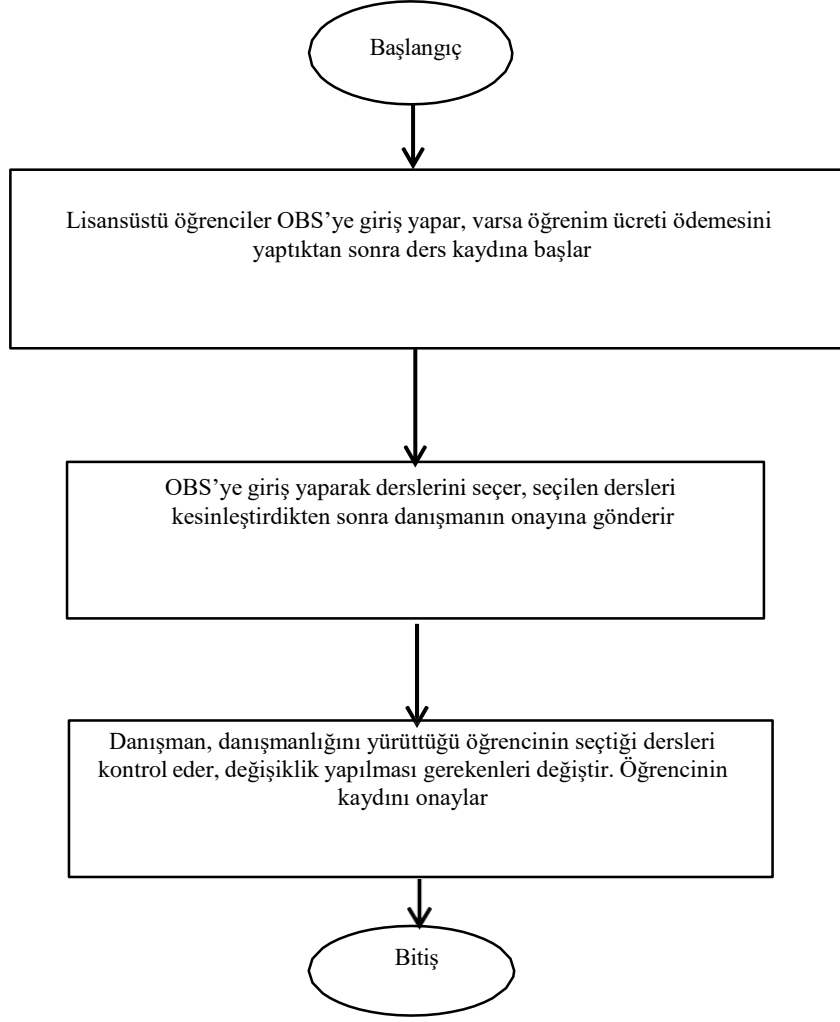 Başlangıç
Lisansüstü öğrenciler OBS’ye giriş yapar, varsa öğrenim ücreti ödemesini
yaptıktan sonra ders kaydına başlar
OBS’ye giriş yaparak derslerini seçer, seçilen dersleri
kesinleştirdikten sonra danışmanın onayına gönderir
Danışman, danışmanlığını yürüttüğü öğrencinin seçtiği dersleri
kontrol eder, değişiklik yapılması gerekenleri değiştir. Öğrencinin
kaydını onaylar
Bitiş